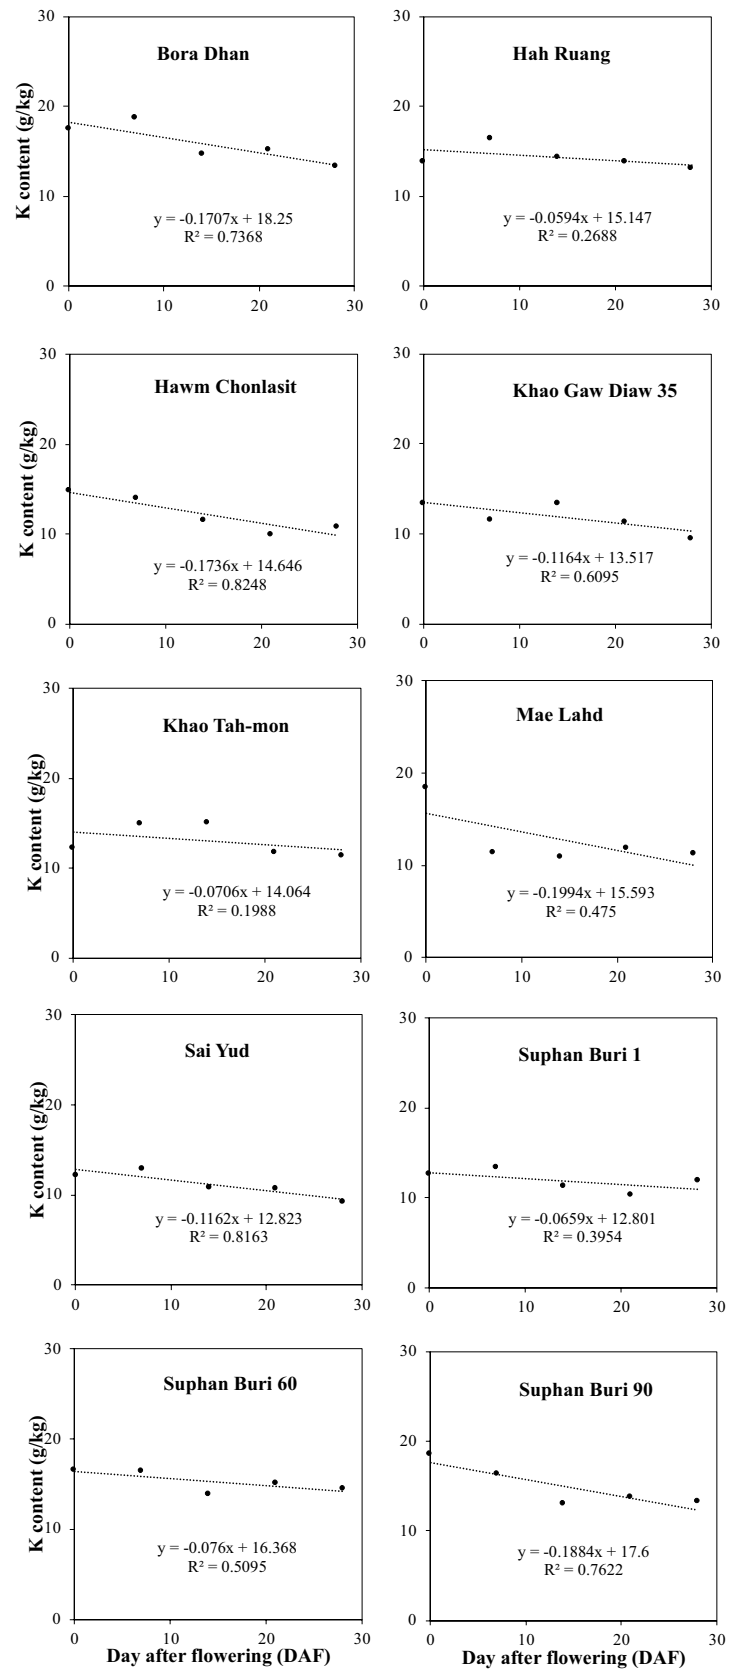 Bora Dhan
K content (g/kg)
30
20
10
0
y = -0.1707x + 18.25
R² = 0.7368
0 10 20 30
Hah Ruang
30
20
10
0
y = -0.0594x + 15.147
R² = 0.2688
0 10 20 30
Hawm Chonlasit
K content (g/kg)
30
20
10
0
y = -0.1736x + 14.646
R² = 0.8248
0 10 20 30
Khao Gaw Diaw 35
30
20
10
0
y = -0.1164x + 13.517
R² = 0.6095
0 10 20 30
Khao Tah-mon
K content (g/kg)
30
20
10
0
y = -0.0706x + 14.064
R² = 0.1988
0 10 20 30
Mae Lahd
30
20
10
0
y = -0.1994x + 15.593
R² = 0.475
0 10 20 30
Sai Yud
K content (g/kg)
30
20
10
0
y = -0.1162x + 12.823
R² = 0.8163
0 10 20 30
Suphan Buri 1
30
20
10
0
y = -0.0659x + 12.801
R² = 0.3954
0 10 20 30
Suphan Buri 60
K content (g/kg)
30
20
10
0
y = -0.076x + 16.368
R² = 0.5095
0 10 20 30
Day after flowering (DAF)
Suphan Buri 90
30
20
10
0
y = -0.1884x + 17.6
R² = 0.7622
0 10 20 30
Day after flowering (DAF)